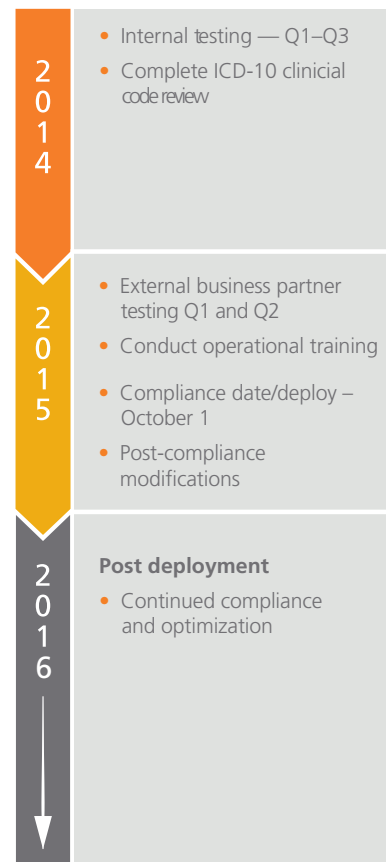 2014
• Internal testing — Q1–Q3
• Complete ICD-10 clinicial
code review
2015
• External business partner
testing Q1 and Q2
• Conduct operational training
• Compliance date/deploy –
October 1
• Post-compliance
modifications
2016
Post deployment
• Continued compliance
and optimization